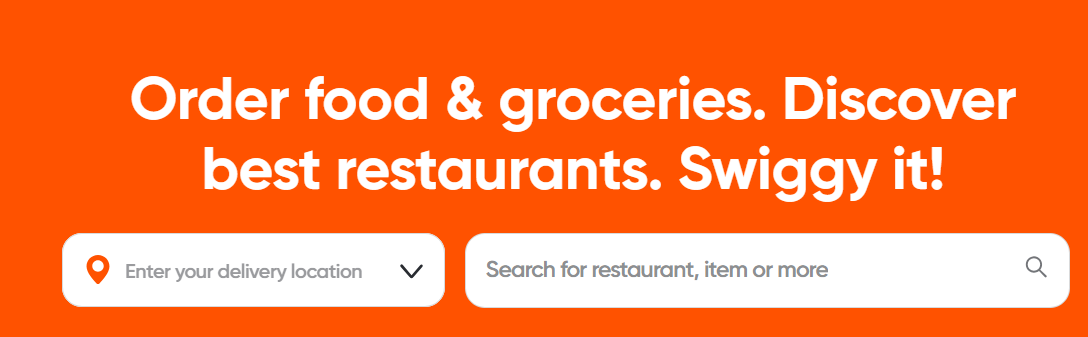 Order food & groceries. Discover
best restaurants. Swiggy it!
Enter your delivery location
Search for restaurant, item or more